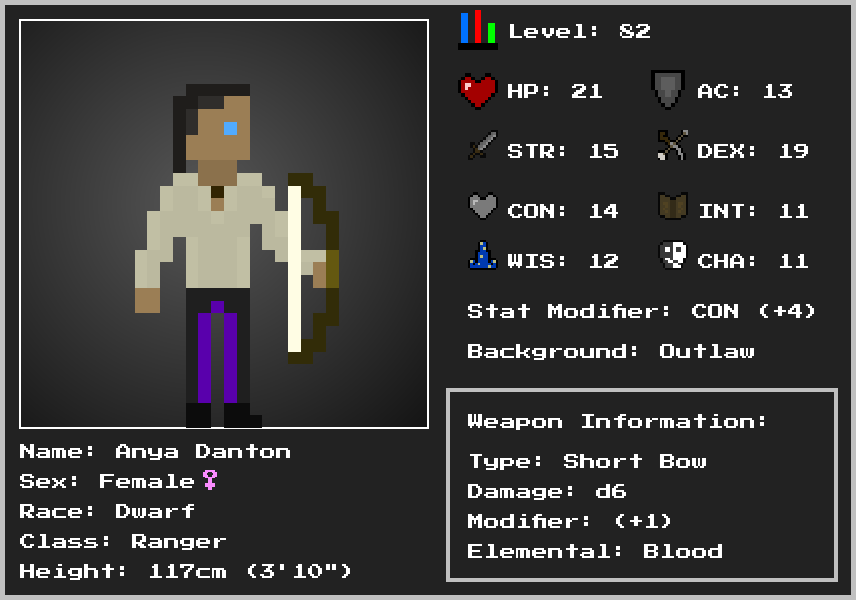 Level: 82
HP: 21 AC: 13
STR: 15 DEX: 19
CON: 14 INT: 11
WIS: 12 CHA: 11
Stat Modifier: CON (+4)
Background: Outlaw
Weapon Information:
Type: Short Bow
Damage: d6
Modifier: (+1)
Elemental: Blood
Name: Anya Danton
Sex: Female♀
Race: Dwarf
Class: Ranger
Height: 117cm (3'10")